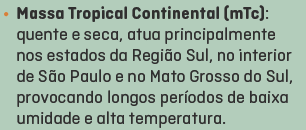 • Massa Tropical Continental (mTc):
quente e seca, atua principalmente
nos estados da Região Sul, no interior
de São Paulo e no Mato Grosso do Sul,
provocando longos períodos de baixa
umidade e alta temperatura.